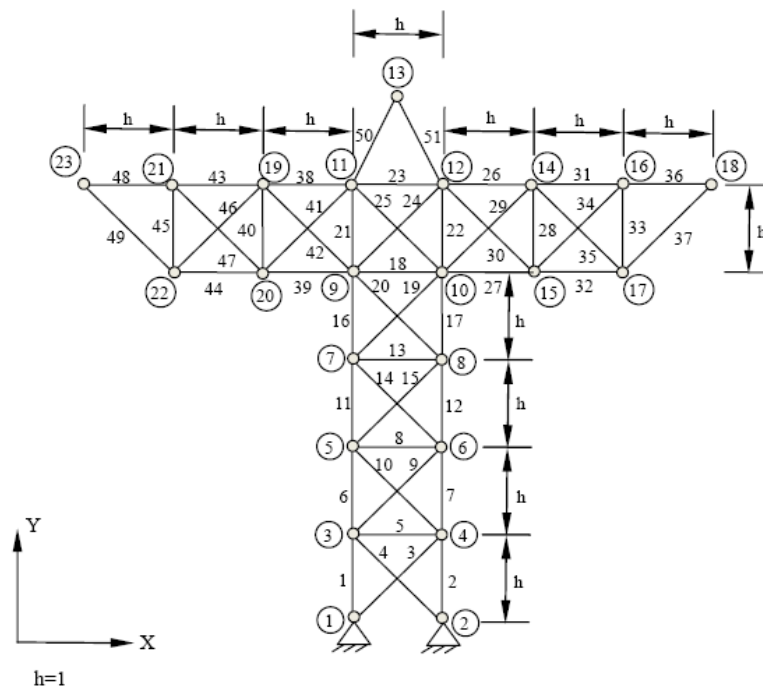 h
13
h h h 50 51 h h h
23 21 19 11 12 14 16 18
48 43 38 23 26 31 36
46 41 25 24 29 34
49 45 40 42 21 22 28 33 37 h
47 18 30 35
22 44 20 39 9 20 19 10 27 15 32 17
16 17 h
7 13 8
14 15
11 12 h
5 8 6
10 9
6 7 h
3 5 4
Y 4 3
1 2 h
1 2
X
h=1